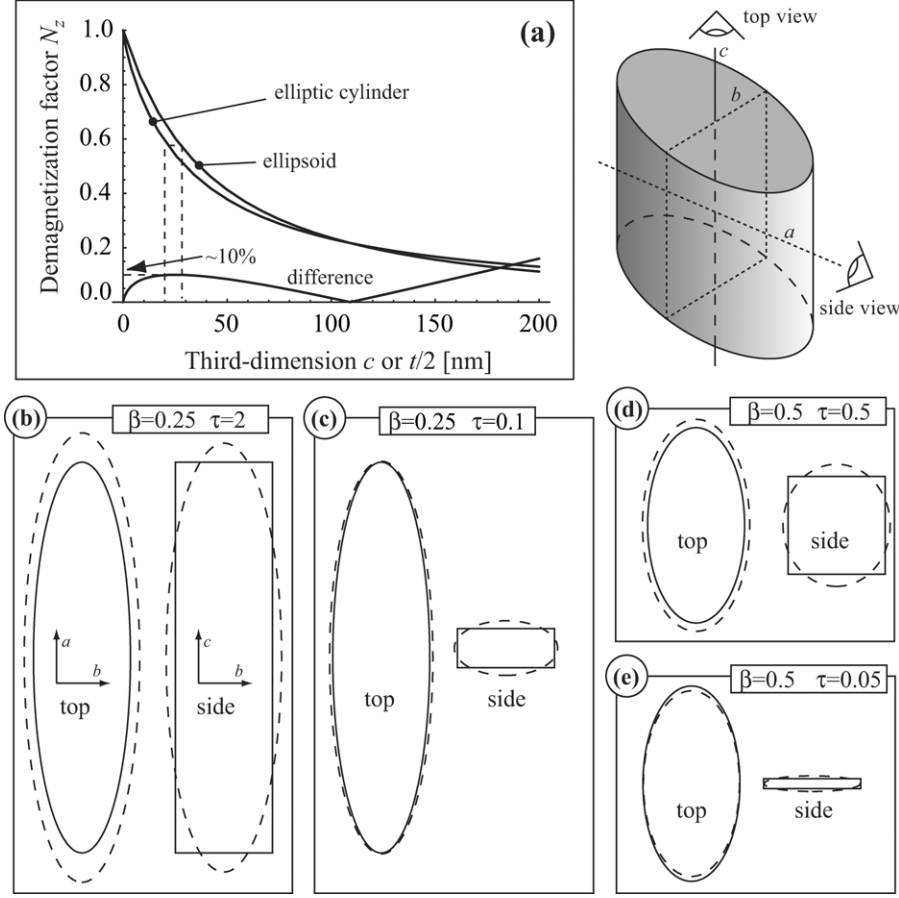 (a)
Demagnetization factor N_z
1.0
0.8
0.6
0.4
0.2
0.0
elliptic cylinder
ellipsoid
~10%
difference
0 50 100 150 200
Third-dimension c or t/2 [nm]
top view
c
b
a
side view
(b) β=0.25 τ=2
a
b
top
c
b
side
(c) β=0.25 τ=0.1
top
side
(d) β=0.5 τ=0.5
top
side
(e) β=0.5 τ=0.05
top
side